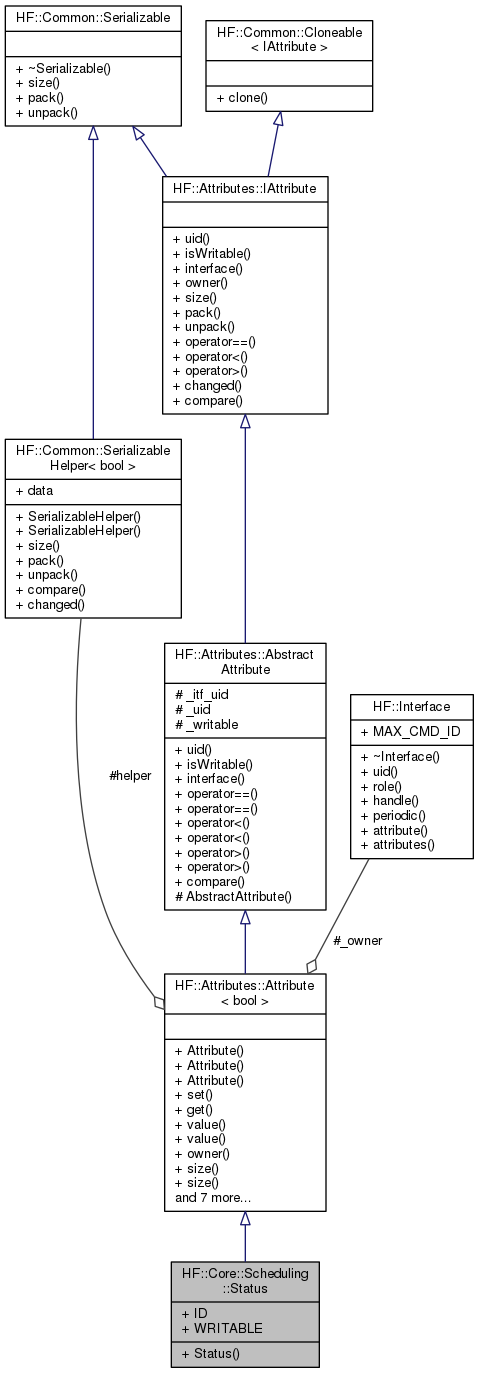 HF::Common::Serializable
+ ~Serializable()
+ size()
+ pack()
+ unpack()
HF::Common::Cloneable
< IAttribute >
+ clone()
HF::Attributes::IAttribute
+ uid()
+ isWritable()
+ interface()
+ owner()
+ size()
+ pack()
+ unpack()
+ operator==()
+ operator<()
+ operator>()
+ changed()
+ compare()
HF::Common::Serializable
Helper< bool >
+ data
+ SerializableHelper()
+ SerializableHelper()
+ size()
+ pack()
+ unpack()
+ compare()
+ changed()
HF::Attributes::Abstract
Attribute
# _itf_uid
# _uid
# _writable
+ uid()
+ isWritable()
+ interface()
+ operator==()
+ operator==()
+ operator<()
+ operator<()
+ operator>()
+ operator>()
+ compare()
# AbstractAttribute()
HF::Interface
+ MAX_CMD_ID
+ ~Interface()
+ uid()
+ role()
+ handle()
+ periodic()
+ attribute()
+ attributes()
#helper
#_owner
HF::Attributes::Attribute
< bool >
+ Attribute()
+ Attribute()
+ Attribute()
+ set()
+ get()
+ value()
+ value()
+ owner()
+ size()
+ size()
and 7 more...
HF::Core::Scheduling
::Status
+ ID
+ WRITABLE
+ Status()